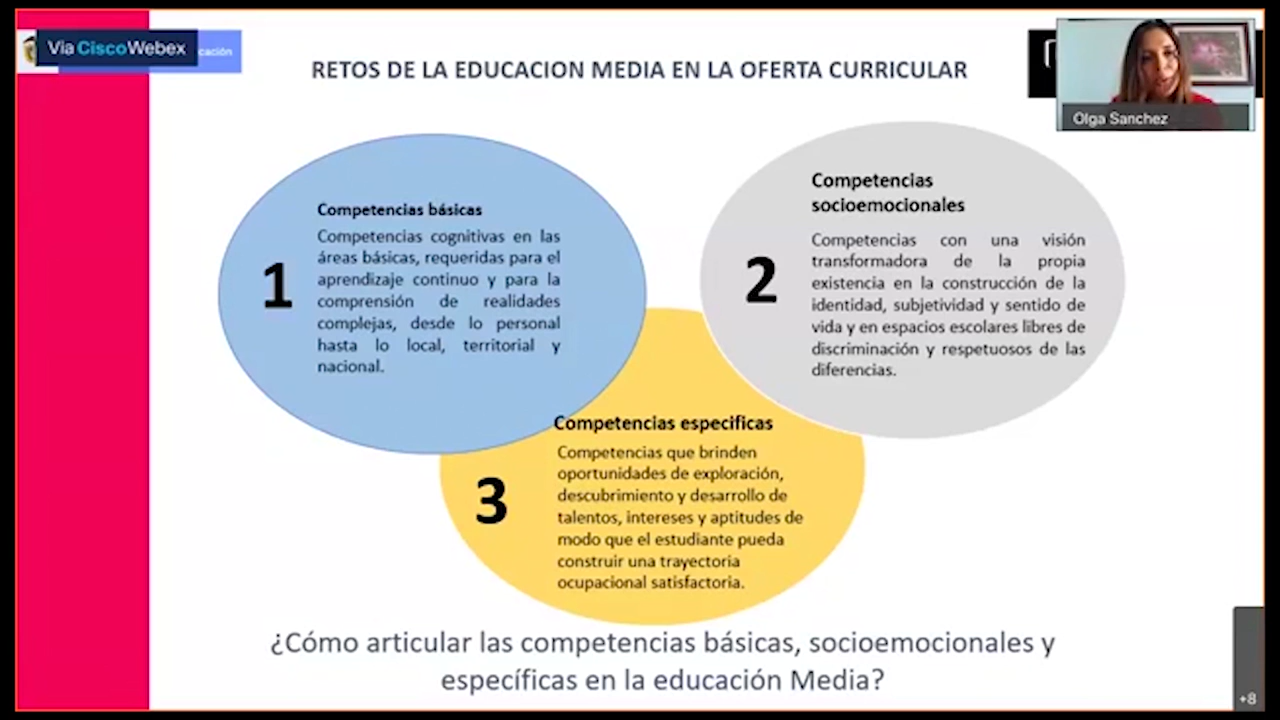 Vía CiscoWebex
cación
RETOS DE LA EDUCACION MEDIA EN LA OFERTA CURRICULAR
Olga Sanchez
1
Competencias básicas
Competencias cognitivas en las
áreas básicas, requeridas para el
aprendizaje continuo y para la
comprensión de realidades
complejas, desde lo personal
hasta lo local, territorial y
nacional.
2
Competencias
socioemocionales
Competencias con una visión
transformadora de la propia
existencia en la construcción de la
identidad, subjetividad y sentido de
vida y en espacios escolares libres de
discriminación y respetuosos de las
diferencias.
3
Competencias especificas
Competencias que brinden
oportunidades de exploración,
descubrimiento y desarrollo de
talentos, intereses y aptitudes de
modo que el estudiante pueda
construir una trayectoria
ocupacional satisfactoria.
¿Cómo articular las competencias básicas, socioemocionales y
específicas en la educación Media?
+8